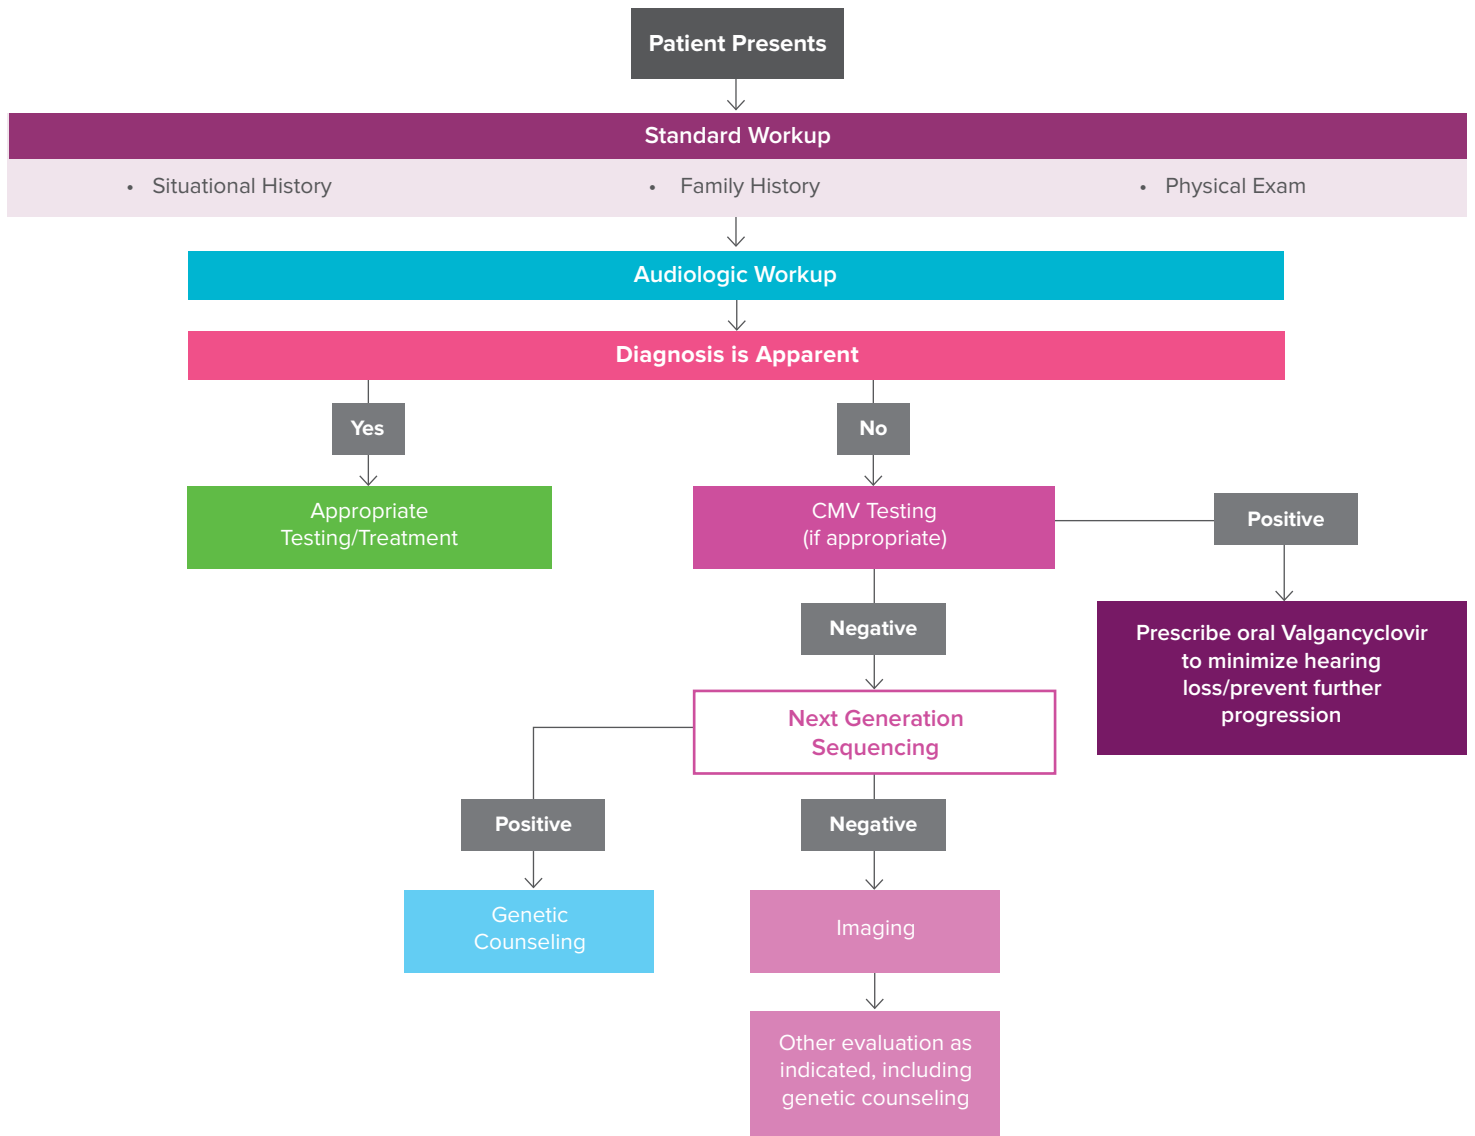 Patient Presents
Standard Workup
• Situational History
• Family History
• Physical Exam
Audiologic Workup
Diagnosis is Apparent
Yes
No
Appropriate
Testing/Treatment
CMV Testing
(if appropriate)
Positive
Negative
Prescribe oral Valgancyclovir
to minimize hearing
loss/prevent further
progression
Next Generation
Sequencing
Positive
Negative
Genetic
Counseling
Imaging
Other evaluation as
indicated, including
genetic counseling